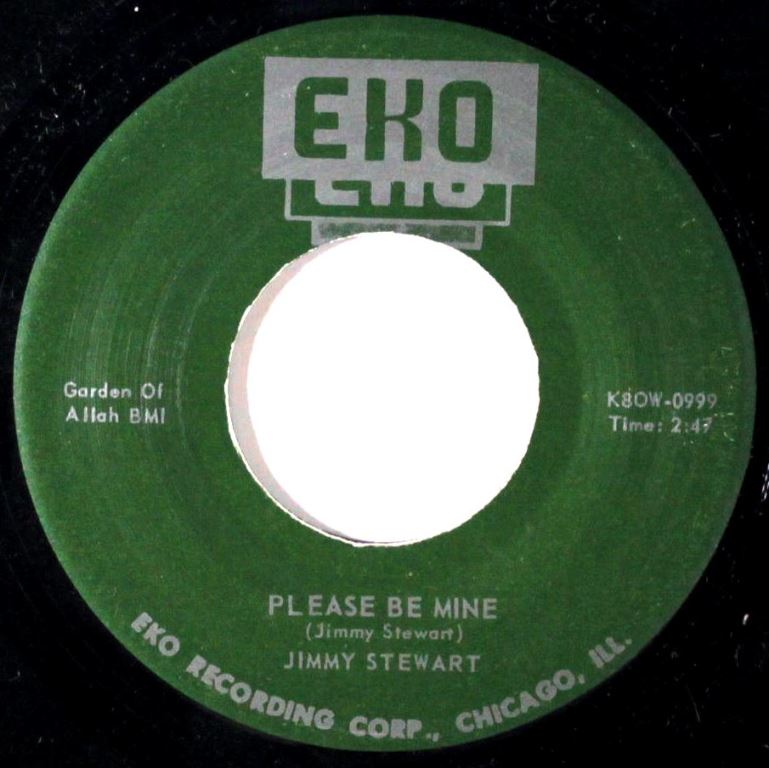 EKO
EKO
Garden Of
Allah BMI
K8OW-0999
Time: 2:47
PLEASE BE MINE
(Jimmy Stewart)
JIMMY STEWART
EKO RECORDING CORP., CHICAGO, ILL.